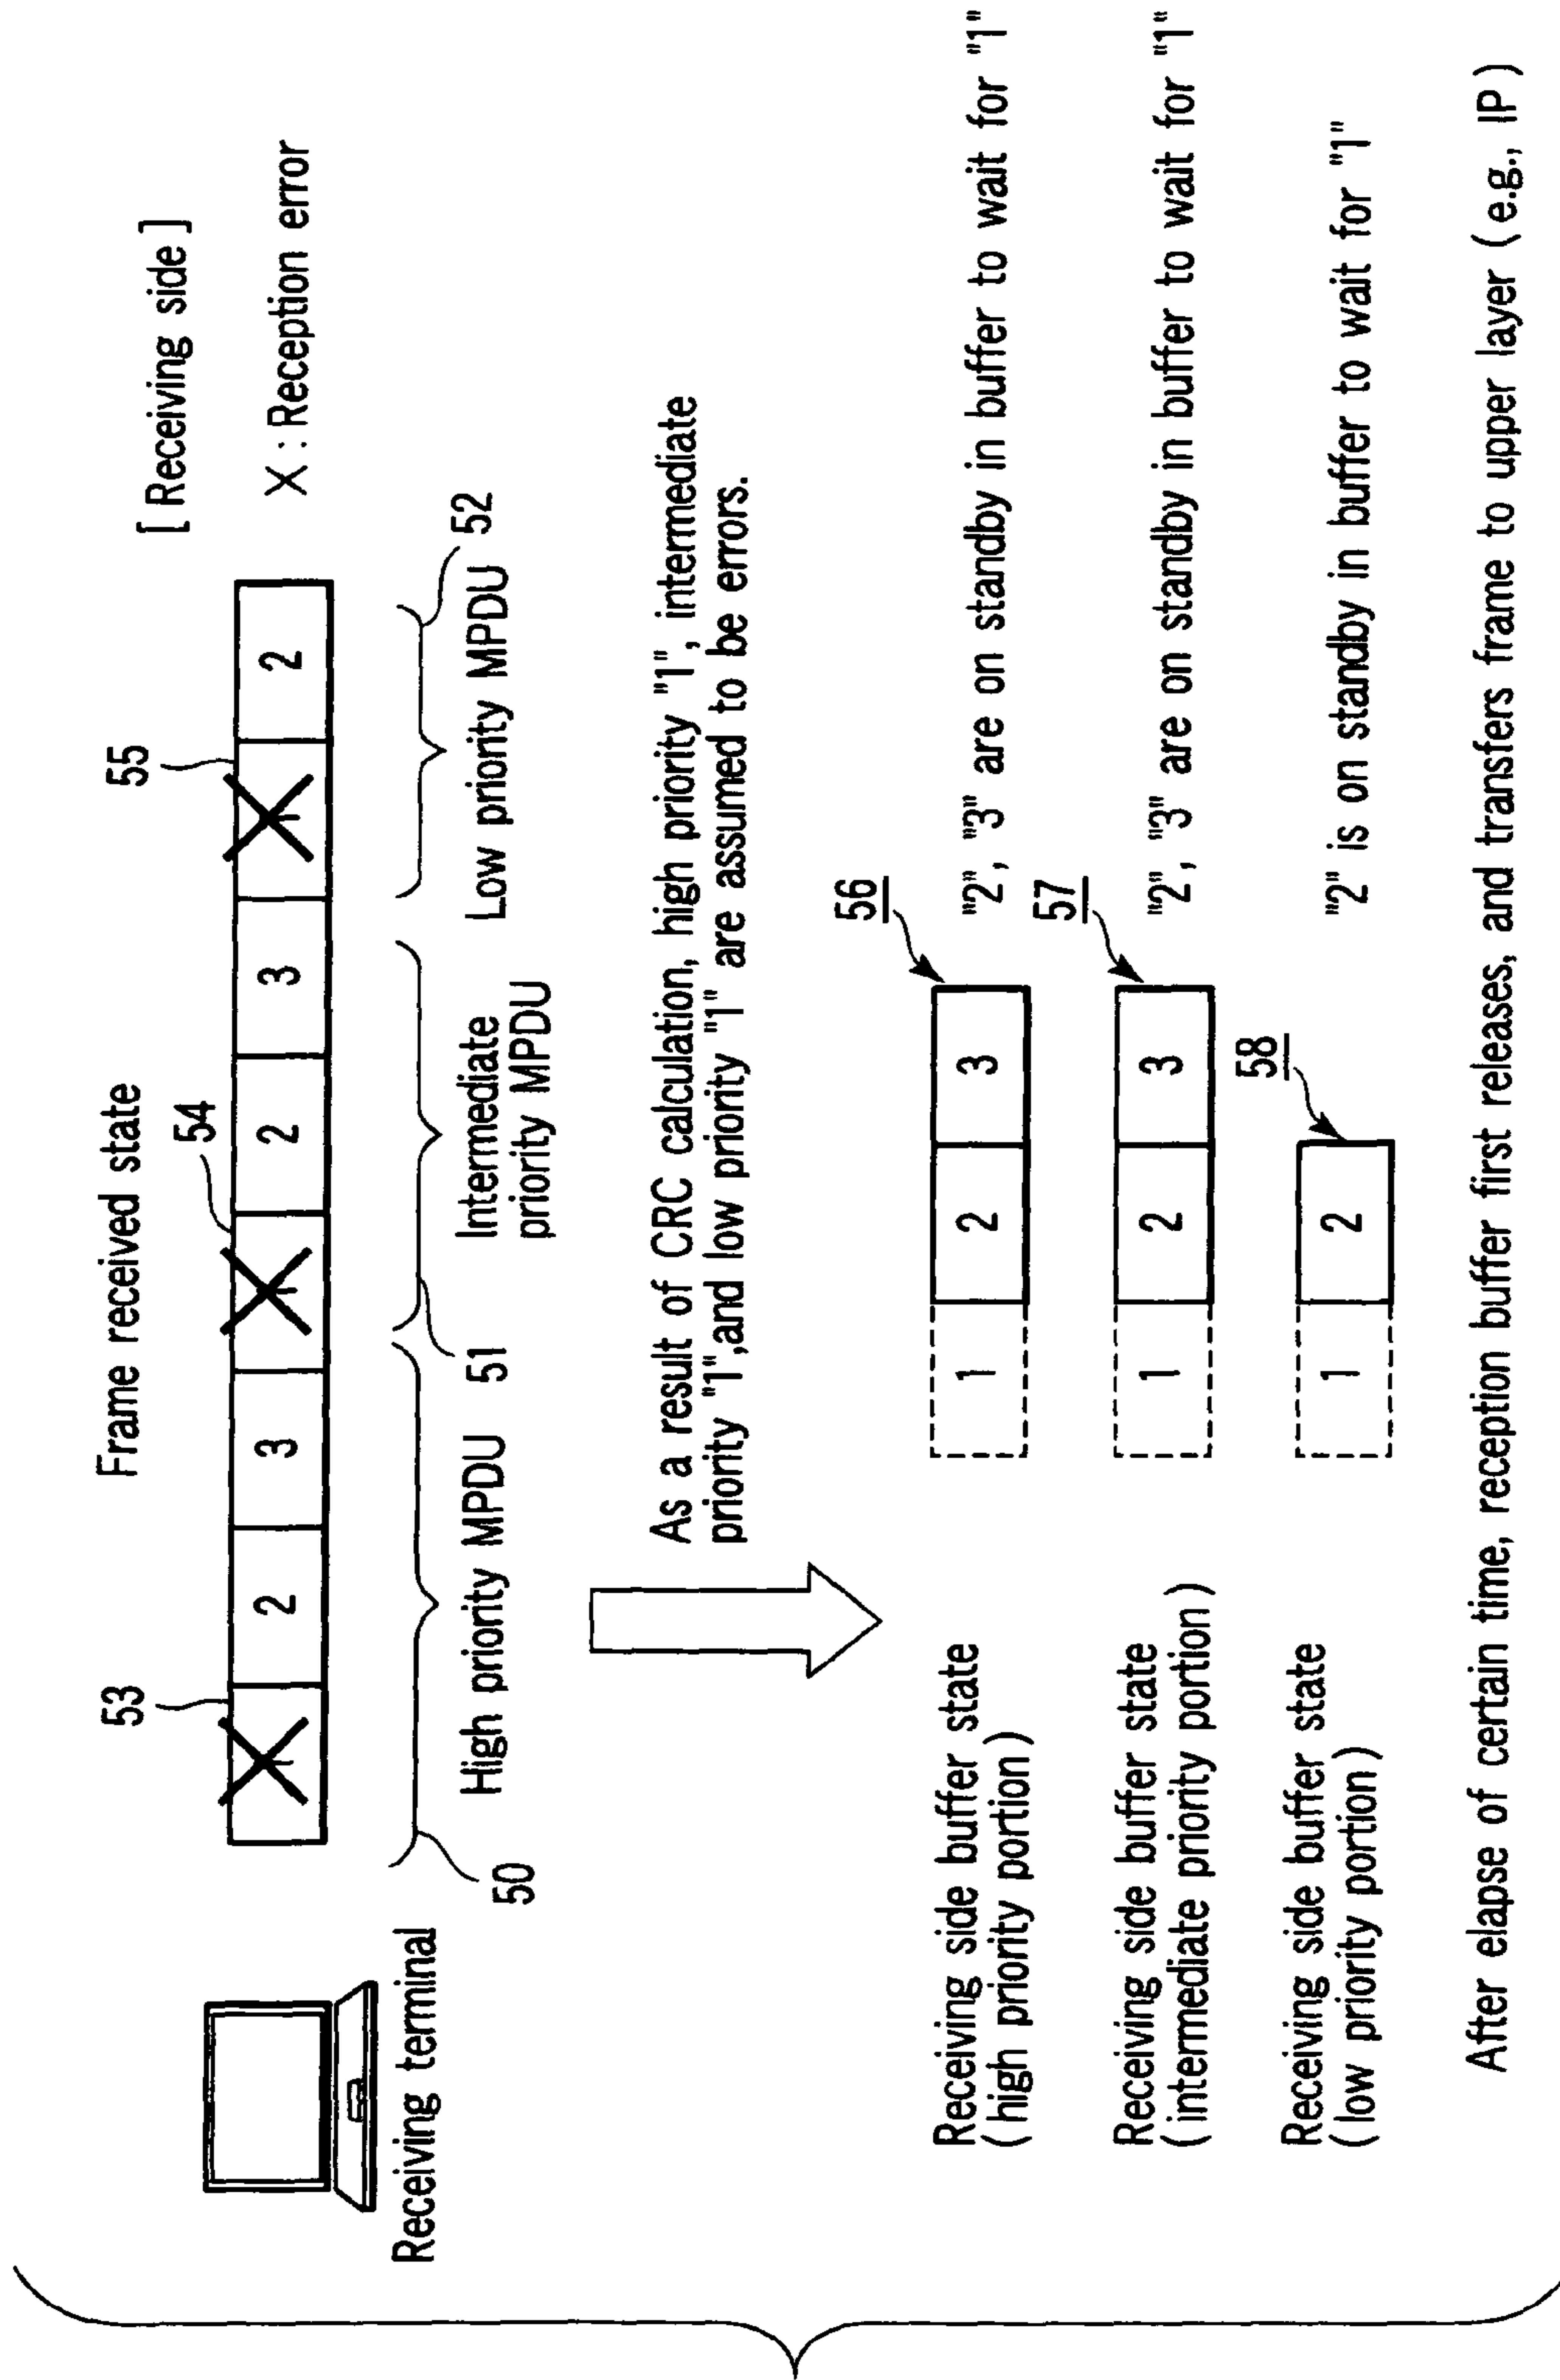 [ Receiving side ]
Frame received state
X : Reception error
53
54
55
2
3
2
3
2
50
High priority MPDU
51
Intermediate
priority MPDU
Low priority MPDU
52
Receiving terminal
As a result of CRC calculation, high priority "1", intermediate
priority "1",and low priority "1" are assumed to be errors.
Receiving side buffer state
(high priority portion)
1
2
3
56
"2", "3" are on standby in buffer to wait for "1"
Receiving side buffer state
(intermediate priority portion)
1
2
3
57
"2", "3" are on standby in buffer to wait for "1"
Receiving side buffer state
(low priority portion)
1
2
58
"2" is on standby in buffer to wait for "1"
After elapse of certain time, reception buffer first releases, and transfers frame to upper layer (e.g., IP)